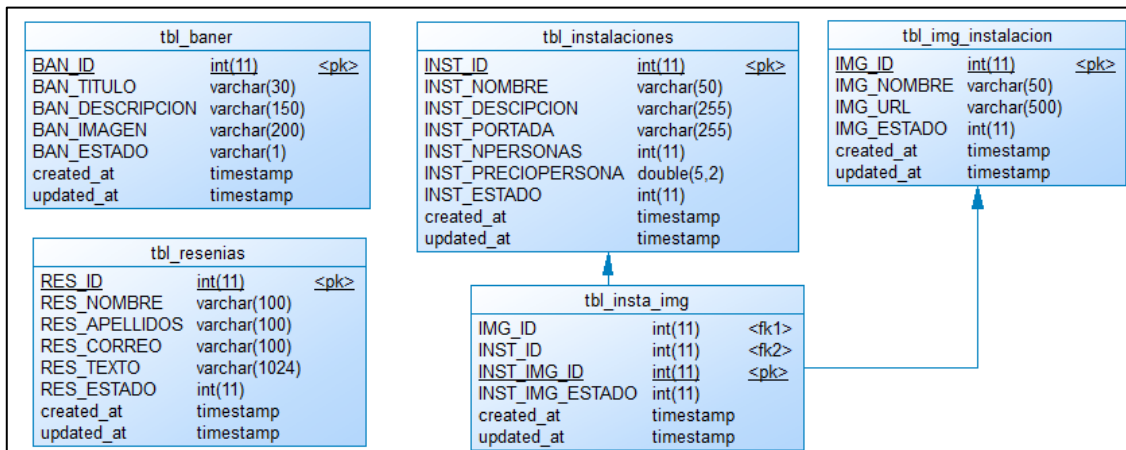 tbl_baner
BAN_ID int(11) <pk>
BAN_TITULO varchar(30)
BAN_DESCRIPCION varchar(150)
BAN_IMAGEN varchar(200)
BAN_ESTADO varchar(1)
created_at timestamp
updated_at timestamp
tbl_instalaciones
INST_ID int(11) <pk>
INST_NOMBRE varchar(50)
INST_DESCIPCION varchar(255)
INST_PORTADA varchar(255)
INST_NPERSONAS int(11)
INST_PRECIOPERSONA double(5,2)
INST_ESTADO int(11)
created_at timestamp
updated_at timestamp
tbl_img_instalacion
IMG_ID int(11) <pk>
IMG_NOMBRE varchar(50)
IMG_URL varchar(500)
IMG_ESTADO int(11)
created_at timestamp
updated_at timestamp
tbl_resenias
RES_ID int(11) <pk>
RES_NOMBRE varchar(100)
RES_APELLIDOS varchar(100)
RES_CORREO varchar(100)
RES_TEXTO varchar(1024)
RES_ESTADO int(11)
created_at timestamp
updated_at timestamp
tbl_insta_img
IMG_ID int(11) <fk1>
INST_ID int(11) <fk2>
INST_IMG_ID int(11) <pk>
INST_IMG_ESTADO int(11)
created_at timestamp
updated_at timestamp